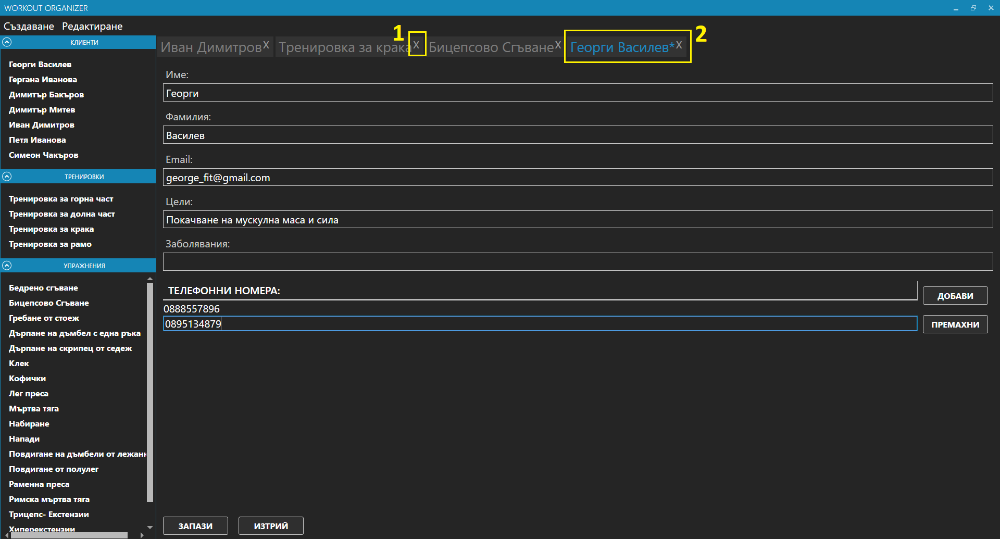 WORKOUT ORGANIZER
Създаване Редактиране
КЛИЕНТИ
Георги Василев
Гергана Иванова
Димитър Бакъров
Димитър Митев
Иван Димитров
Петя Иванова
Симеон Чакъров
ТРЕНИРОВКИ
Тренировка за горна част
Тренировка за долна част
Тренировка за крака
Тренировка за рамо
УПРАЖНЕНИЯ
Бедрено сгъване
Бицепсово Сгъване
Гребане от стоеж
Дърпане на дъмбел с една ръка
Дърпане на скрипец от седеж
Клек
Кофички
Лег преса
Мъртва тяга
Набиране
Напади
Повдигане на дъмбели от лежанк
Повдигане от полулег
Раменна преса
Римска мъртва тяга
Трицепс- Екстензии
Хиперекстензии
Иван Димитров X Тренировка за крака X Бицепсово Сгъване X Георги Василев* X
1
2
Име:
Георги
Фамилия:
Василев
Email:
george_fit@gmail.com
Цели:
Покачване на мускулна маса и сила
Заболявания:
ТЕЛЕФОННИ НОМЕРА:
ДОБАВИ
0888557896
0895134879
ПРЕМАХНИ
ЗАПАЗИ ИЗТРИЙ